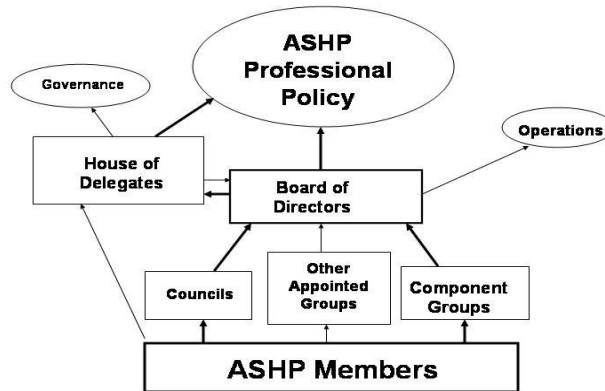 ASHP
Professional
Policy
Governance
Operations
House of
Delegates
Board of
Directors
Councils
Other
Appointed
Groups
Component
Groups
ASHP Members